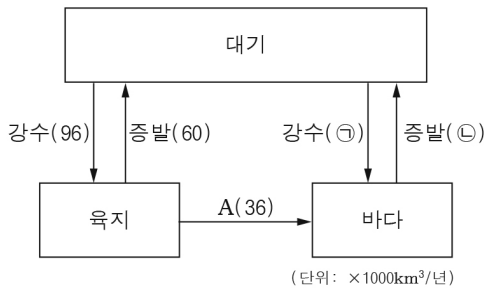 대기
강수(96) 증발(60) 강수(㉠) 증발(㉡)
육지 A(36) 바다
(단위: ×1000km³/년)